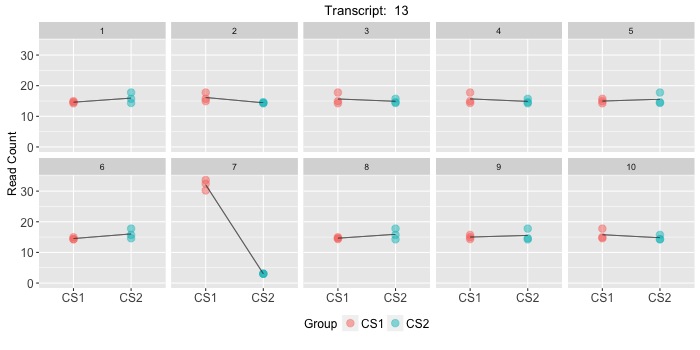 Transcript: 13
1 2 3 4 5
30
20
10
0
Read Count
6 7 8 9 10
30
20
10
0
CS1 CS2 CS1 CS2 CS1 CS2 CS1 CS2 CS1 CS2
Group CS1 CS2